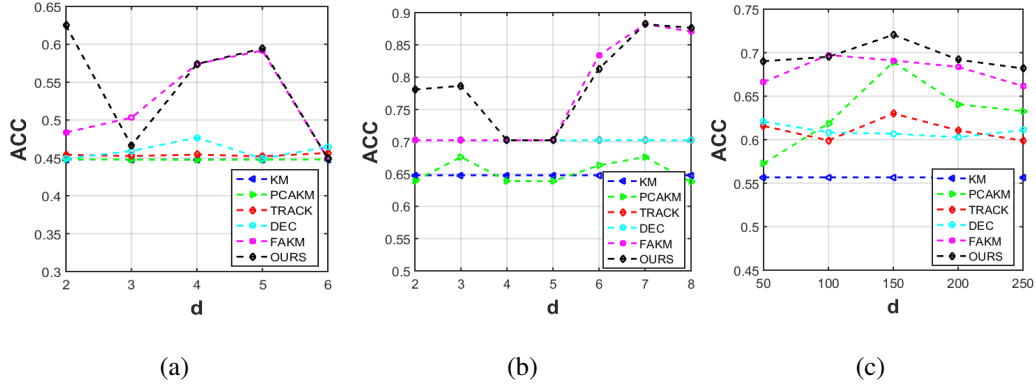 0.65
0.6
0.55
0.5
0.45
0.4
0.35
0.3
ACC
2 3 4 5 6
d
KM
PCAKM
TRACK
DEC
FAKM
OURS
(a)
0.9
0.85
0.8
0.75
0.7
0.65
0.6
0.55
0.5
ACC
2 3 4 5 6 7 8
d
KM
PCAKM
TRACK
DEC
FAKM
OURS
(b)
0.75
0.7
0.65
0.6
0.55
0.5
0.45
ACC
50 100 150 200 250
d
KM
PCAKM
TRACK
DEC
FAKM
OURS
(c)